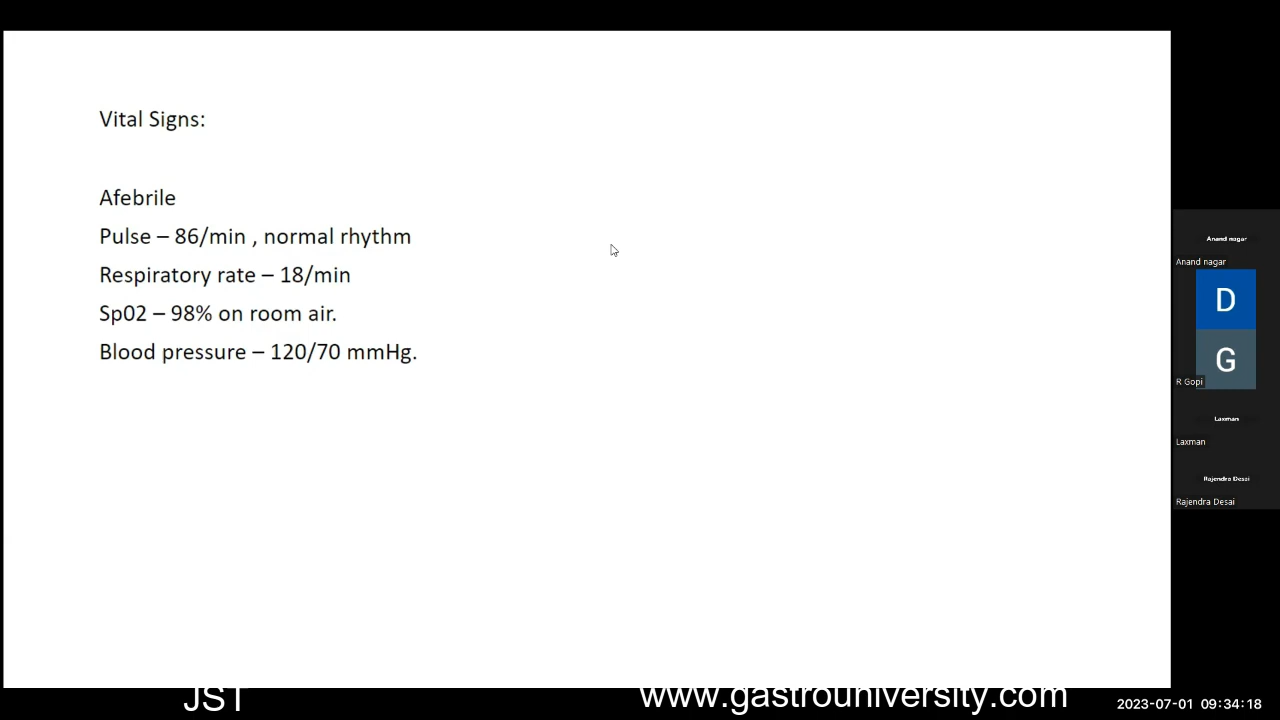 Vital Signs:
Afebrile
Pulse – 86/min , normal rhythm
Respiratory rate – 18/min
Sp02 – 98% on room air.
Blood pressure – 120/70 mmHg.
Anand nagar
Anand nagar
D
G
R Gopi
Laxman
Laxman
Rajendra Desai
Rajendra Desai
JST
www.gastrouniversity.com
2023-07-01 09:34:18